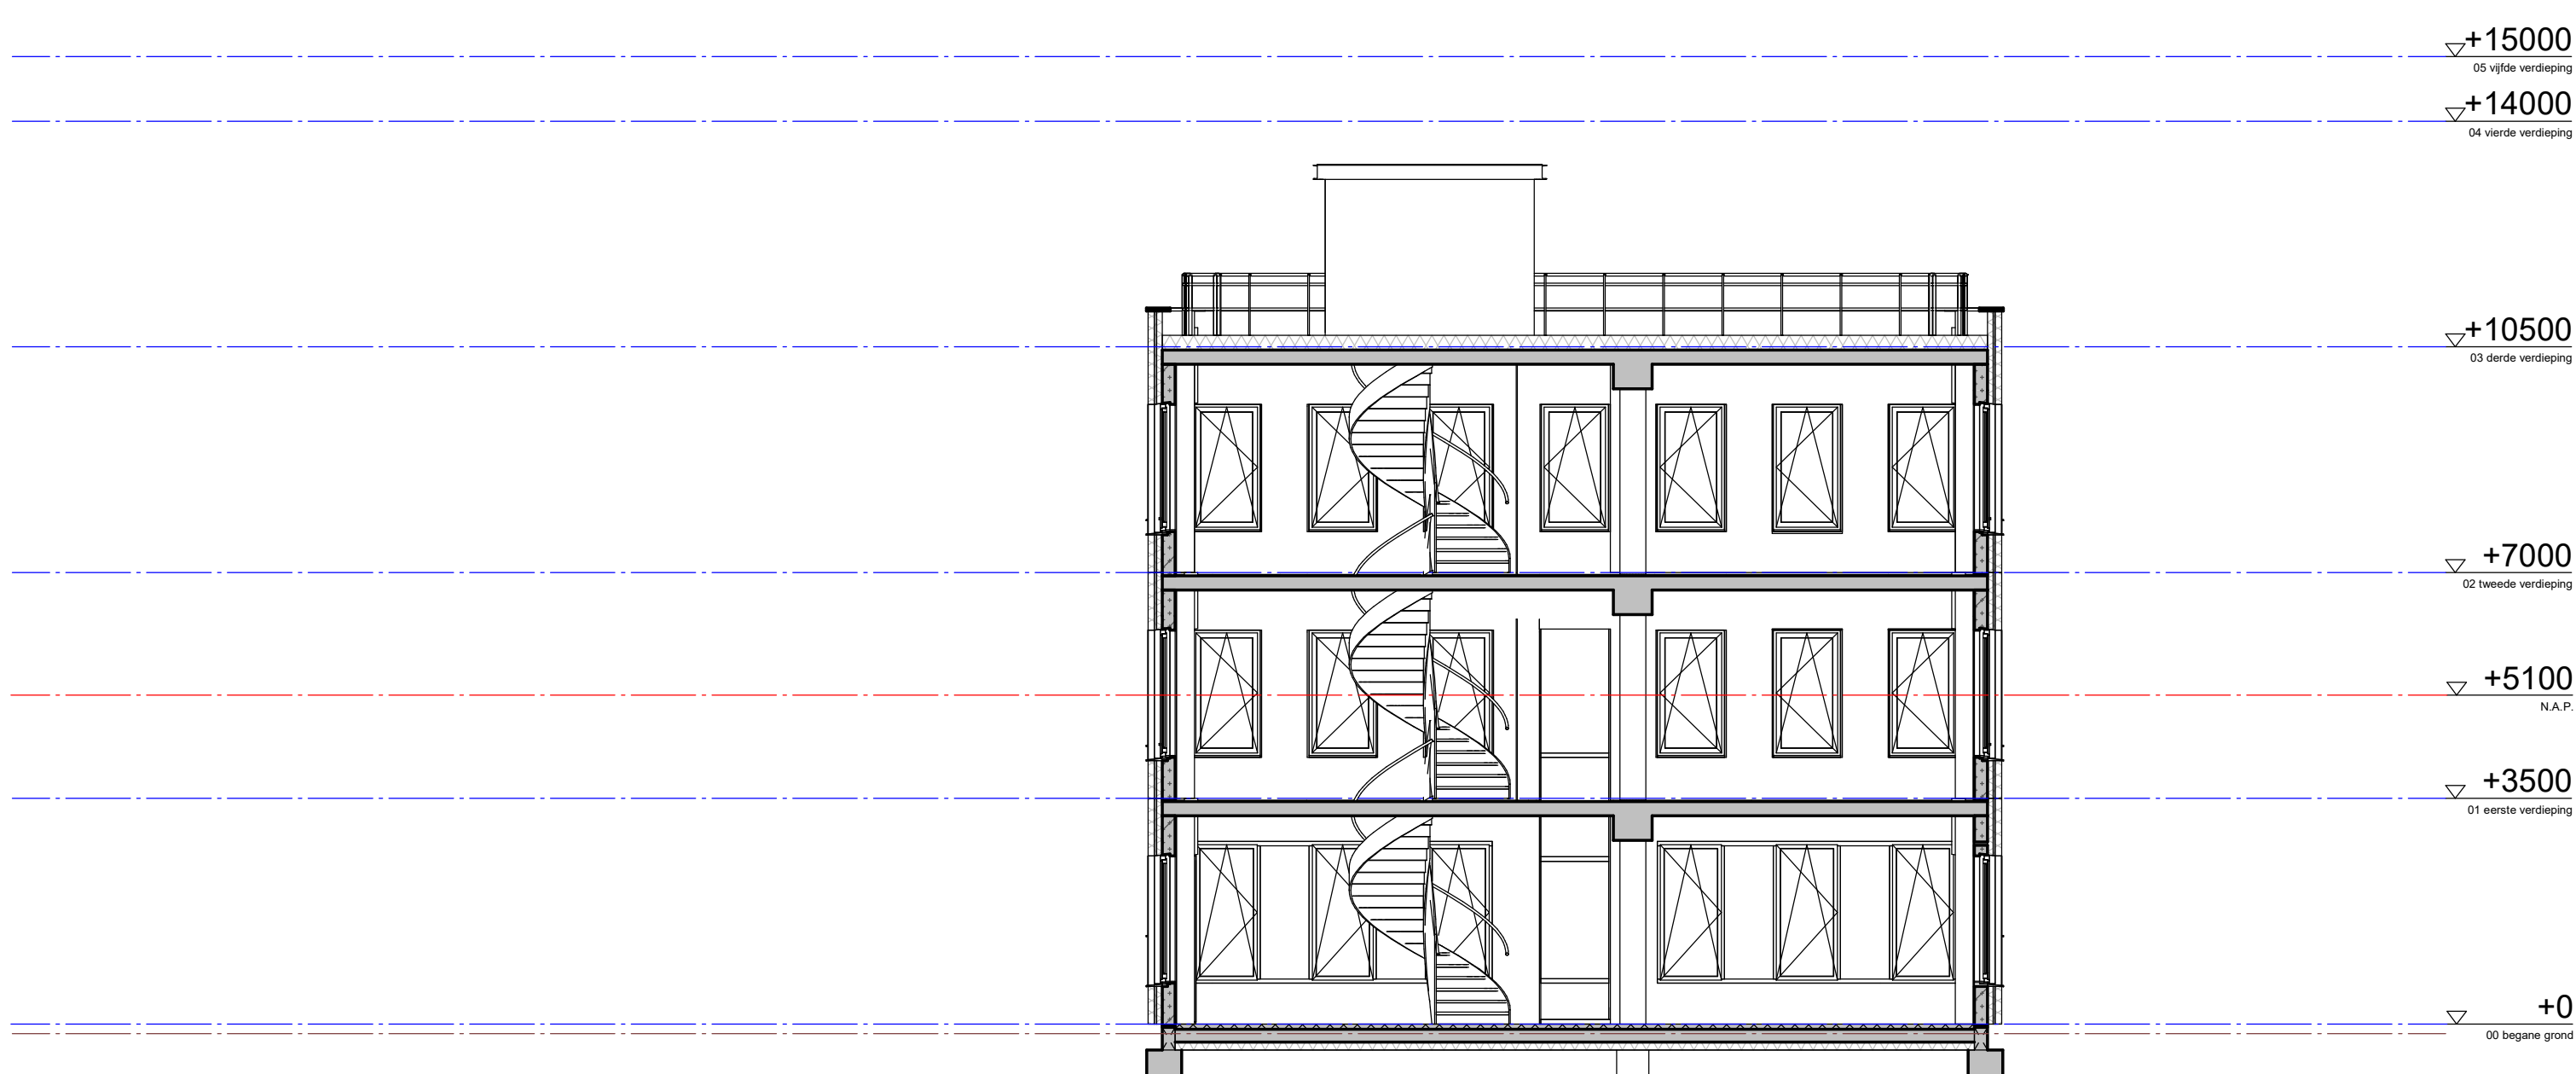 +15000
05 vijfde verdieping
+14000
04 vierde verdieping
+10500
03 derde verdieping
+7000
02 tweede verdieping
+5100
N.A.P.
+3500
01 eerste verdieping
+0
00 begane grond